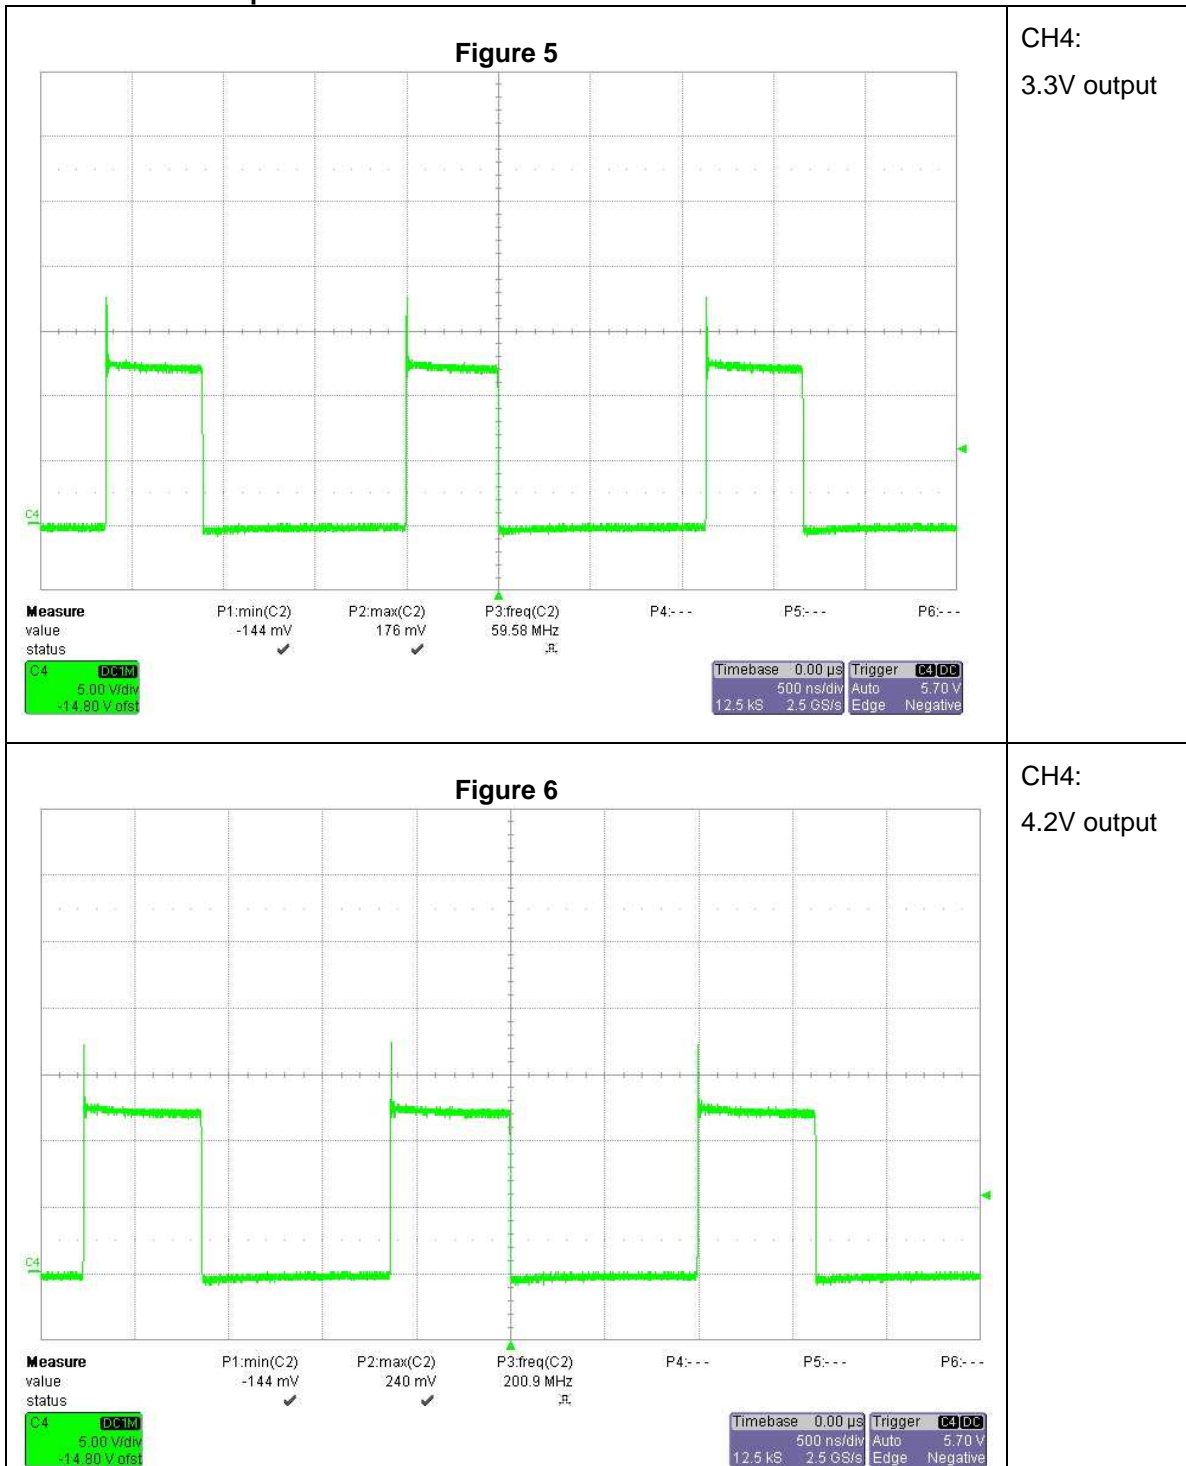 Figure 5
CH4:
3.3V output
C4
Measure P1:min(C2) P2:max(C2) P3:freq(C2) P4:- - - P5:- - - P6:- - -
value -144 mV 176 mV 59.58 MHz
status
C4 DC1M
5.00 V/div
-14.80 V ofst
Timebase 0.00 µs
500 ns/div
12.5 kS 2.5 GS/s
Trigger C4 DC
Auto 5.70 V
Edge Negative
Figure 6
CH4:
4.2V output
C4
Measure P1:min(C2) P2:max(C2) P3:freq(C2) P4:- - - P5:- - - P6:- - -
value -144 mV 240 mV 200.9 MHz
status
C4 DC1M
5.00 V/div
-14.80 V ofst
Timebase 0.00 µs
500 ns/div
12.5 kS 2.5 GS/s
Trigger C4 DC
Auto 5.70 V
Edge Negative